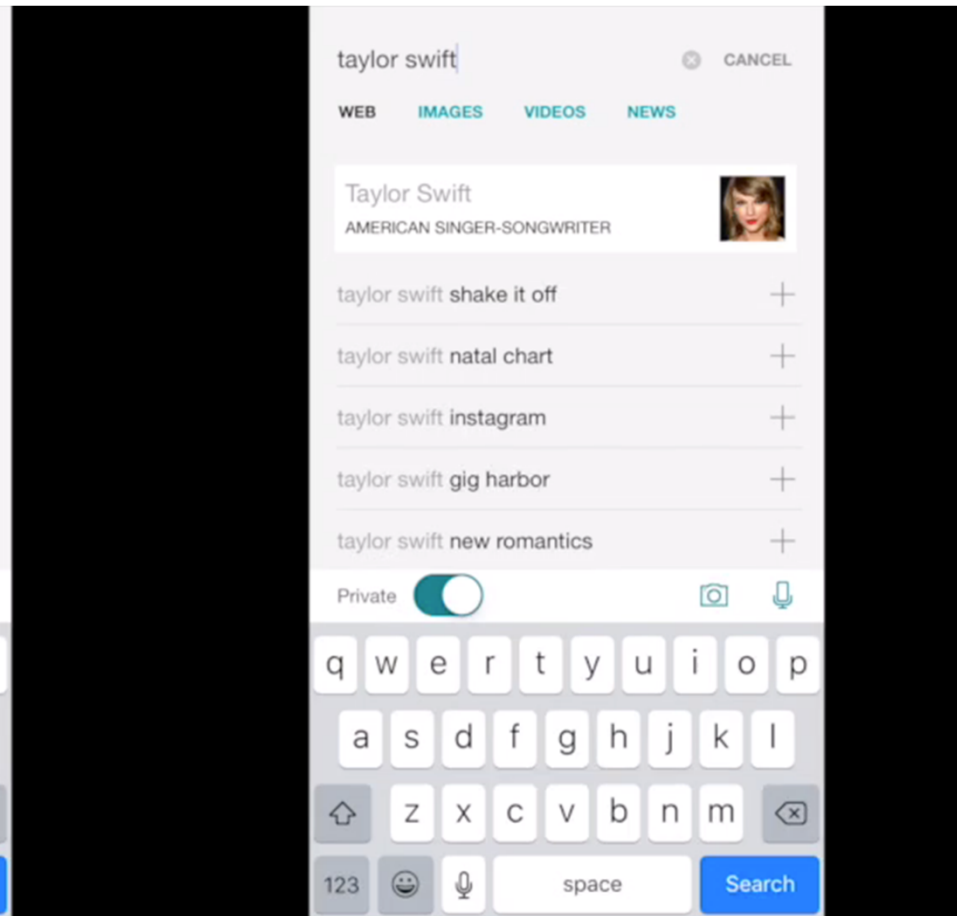 taylor swift CANCEL
WEB IMAGES VIDEOS NEWS
Taylor Swift
AMERICAN SINGER-SONGWRITER
taylor swift shake it off
taylor swift natal chart
taylor swift instagram
taylor swift gig harbor
taylor swift new romantics
Private
q w e r t y u i o p
a s d f g h j k l
z x c v b n m
123 space Search